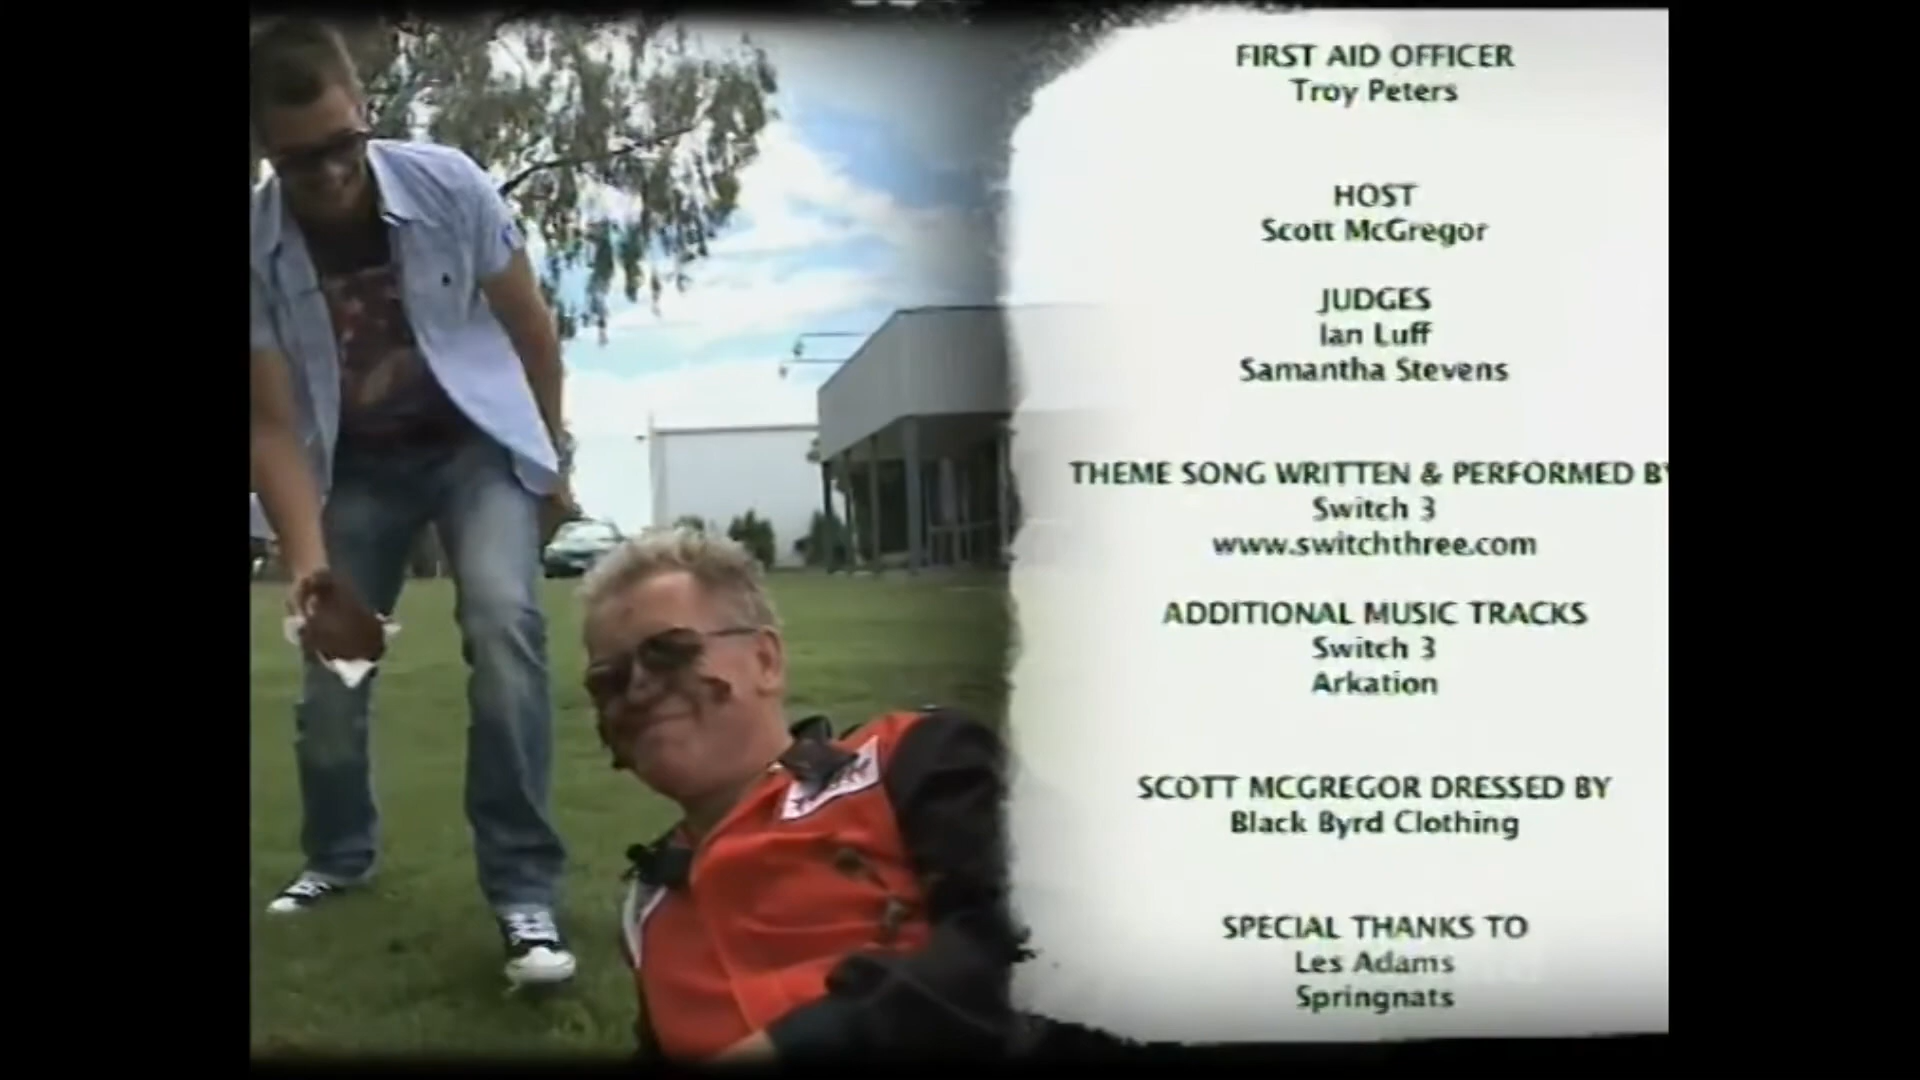 FIRST AID OFFICER
Troy Peters
HOST
Scott McGregor
JUDGES
Ian Luff
Samantha Stevens
THEME SONG WRITTEN & PERFORMED BY
Switch 3
www.switchthree.com
ADDITIONAL MUSIC TRACKS
Switch 3
Arkation
SCOTT MCGREGOR DRESSED BY
Black Byrd Clothing
SPECIAL THANKS TO
Les Adams
Springnats